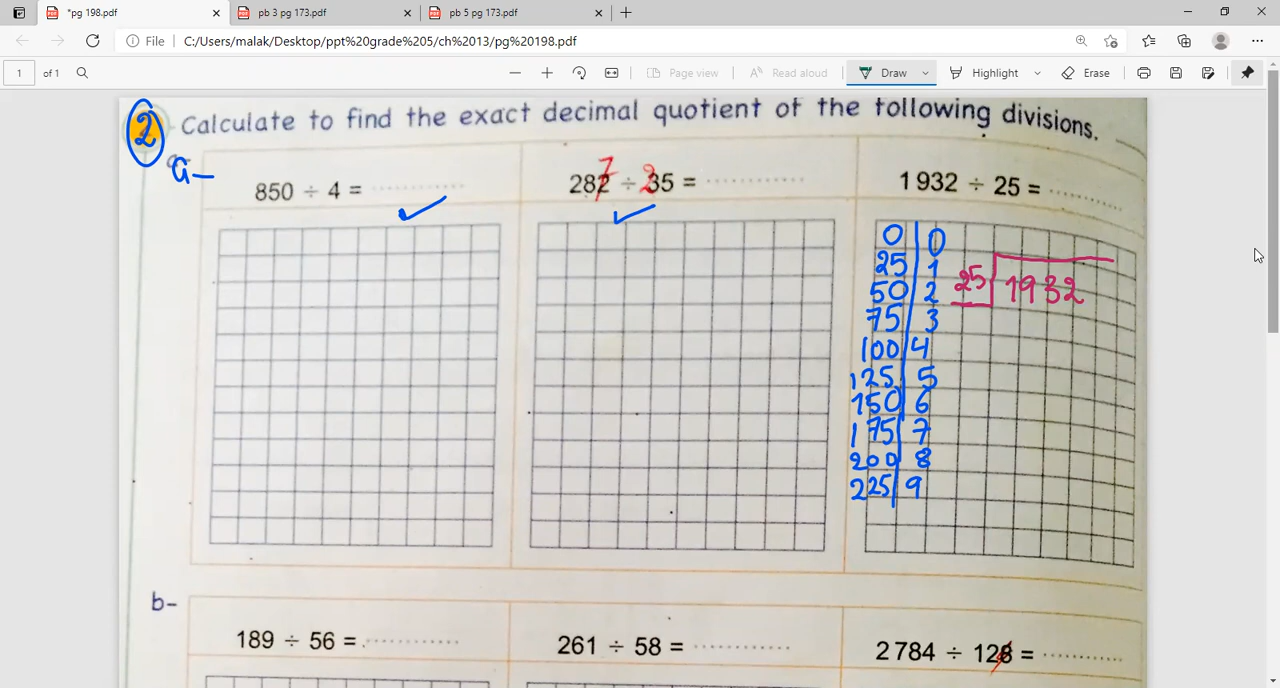 *pg 198.pdf
pb 3 pg 173.pdf
pb 5 pg 173.pdf
File C:/Users/malak/Desktop/ppt%20grade%205/ch%2013/pg%20198.pdf
1 of 1
Page view
Read aloud
Draw
Highlight
Erase
2 Calculate to find the exact decimal quotient of the following divisions.
a-
850 ÷ 4 = ..............
282 ÷ 35 = ..............
7 2
1 932 ÷ 25 = ..............
0 0
25 1
50 2
75 3
100 4
125 5
150 6
175 7
200 8
225 9
25 1932
b-
189 ÷ 56 = ..............
261 ÷ 58 = ..............
2 784 ÷ 128 = ..............